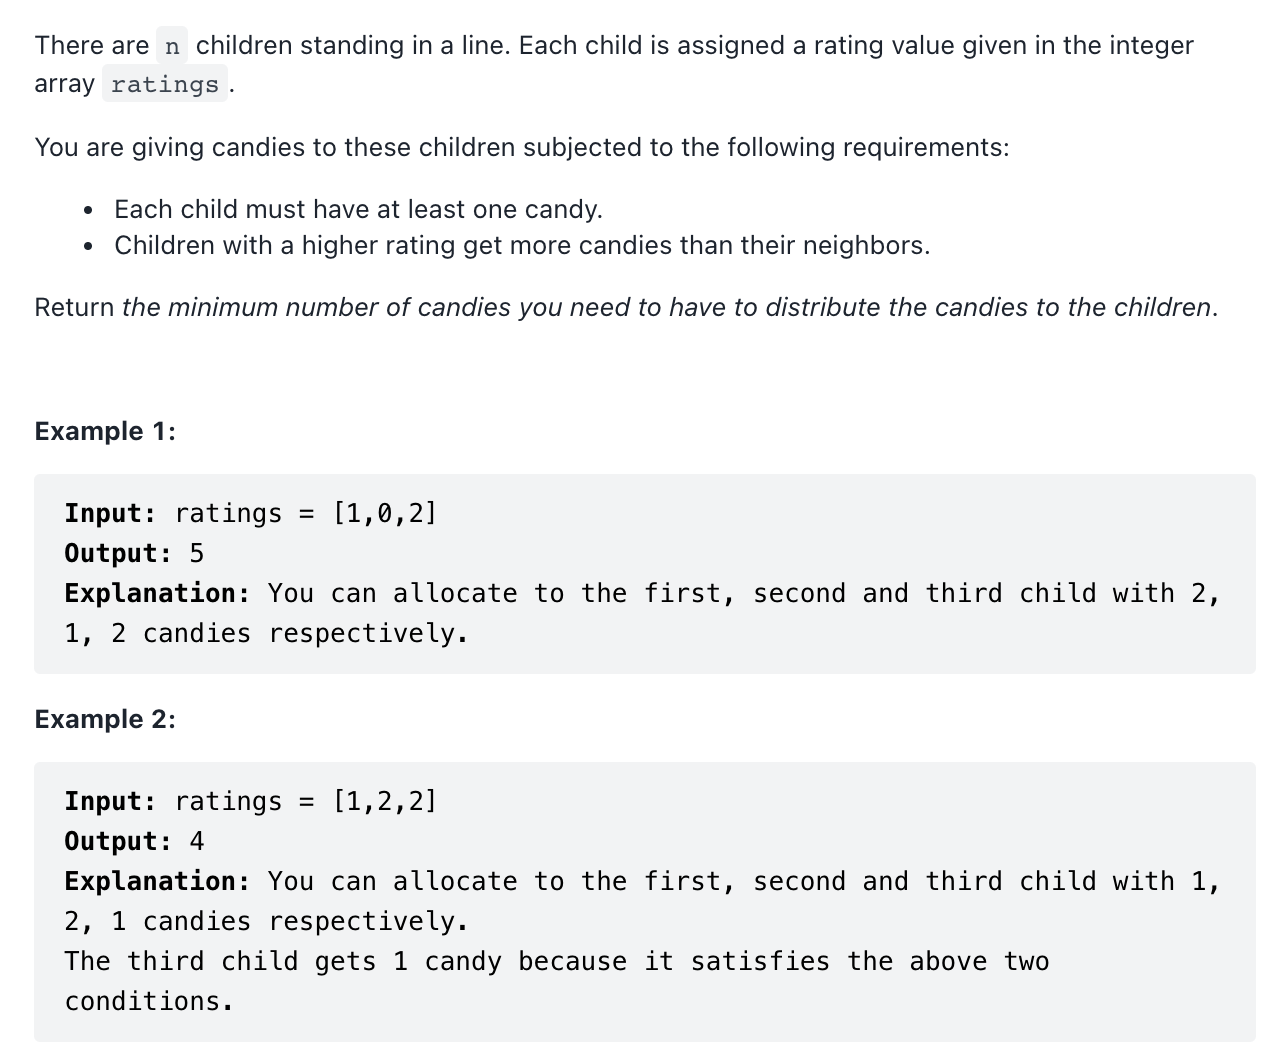 There are n children standing in a line. Each child is assigned a rating value given in the integer
array ratings.
You are giving candies to these children subjected to the following requirements:
• Each child must have at least one candy.
• Children with a higher rating get more candies than their neighbors.
Return the minimum number of candies you need to have to distribute the candies to the children.
Example 1:
Input: ratings = [1,0,2]
Output: 5
Explanation: You can allocate to the first, second and third child with 2,
1, 2 candies respectively.
Example 2:
Input: ratings = [1,2,2]
Output: 4
Explanation: You can allocate to the first, second and third child with 1,
2, 1 candies respectively.
The third child gets 1 candy because it satisfies the above two
conditions.